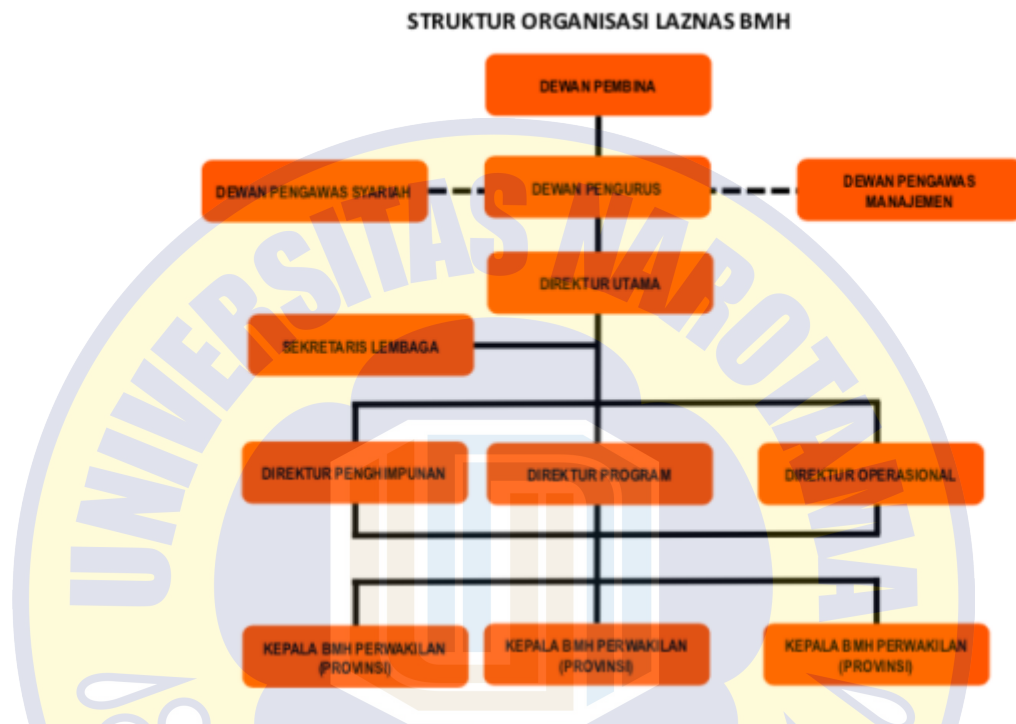 STRUKTUR ORGANISASI LAZNAS BMH
DEWAN PEMBINA
DEWAN PENGAWAS SYARIAH
DEWAN PENGURUS
DEWAN PENGAWAS
MANAJEMEN
DIREKTUR UTAMA
SEKRETARIS LEMBAGA
DIREKTUR PENGHIMPUNAN
DIREKTUR PROGRAM
DIREKTUR OPERASIONAL
KEPALA BMH PERWAKILAN
(PROVINSI)
KEPALA BMH PERWAKILAN
(PROVINSI)
KEPALA BMH PERWAKILAN
(PROVINSI)
UNIVERSITAS NAROTAMA